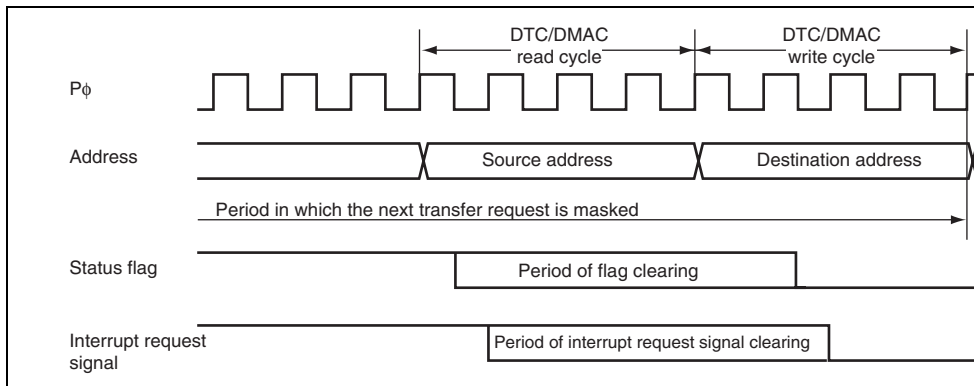 DTC/DMAC
read cycle
DTC/DMAC
write cycle
Pϕ
Address
Source address
Destination address
Period in which the next transfer request is masked
Status flag
Period of flag clearing
Interrupt request
signal
Period of interrupt request signal clearing